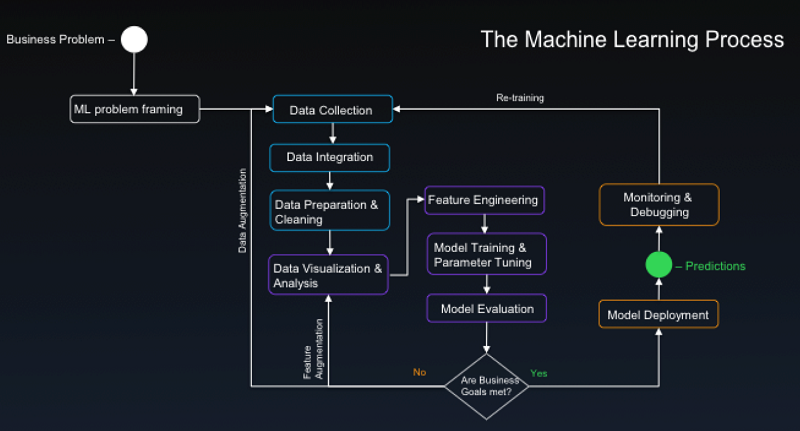 Business Problem –
The Machine Learning Process
ML problem framing
Data Collection
Re-training
Data Integration
Data Augmentation
Data Preparation &
Cleaning
Feature Engineering
Monitoring &
Debugging
Model Training &
Parameter Tuning
Data Visualization &
Analysis
– Predictions
Model Evaluation
Model Deployment
Feature
Augmentation
No
Are Business
Goals met?
Yes